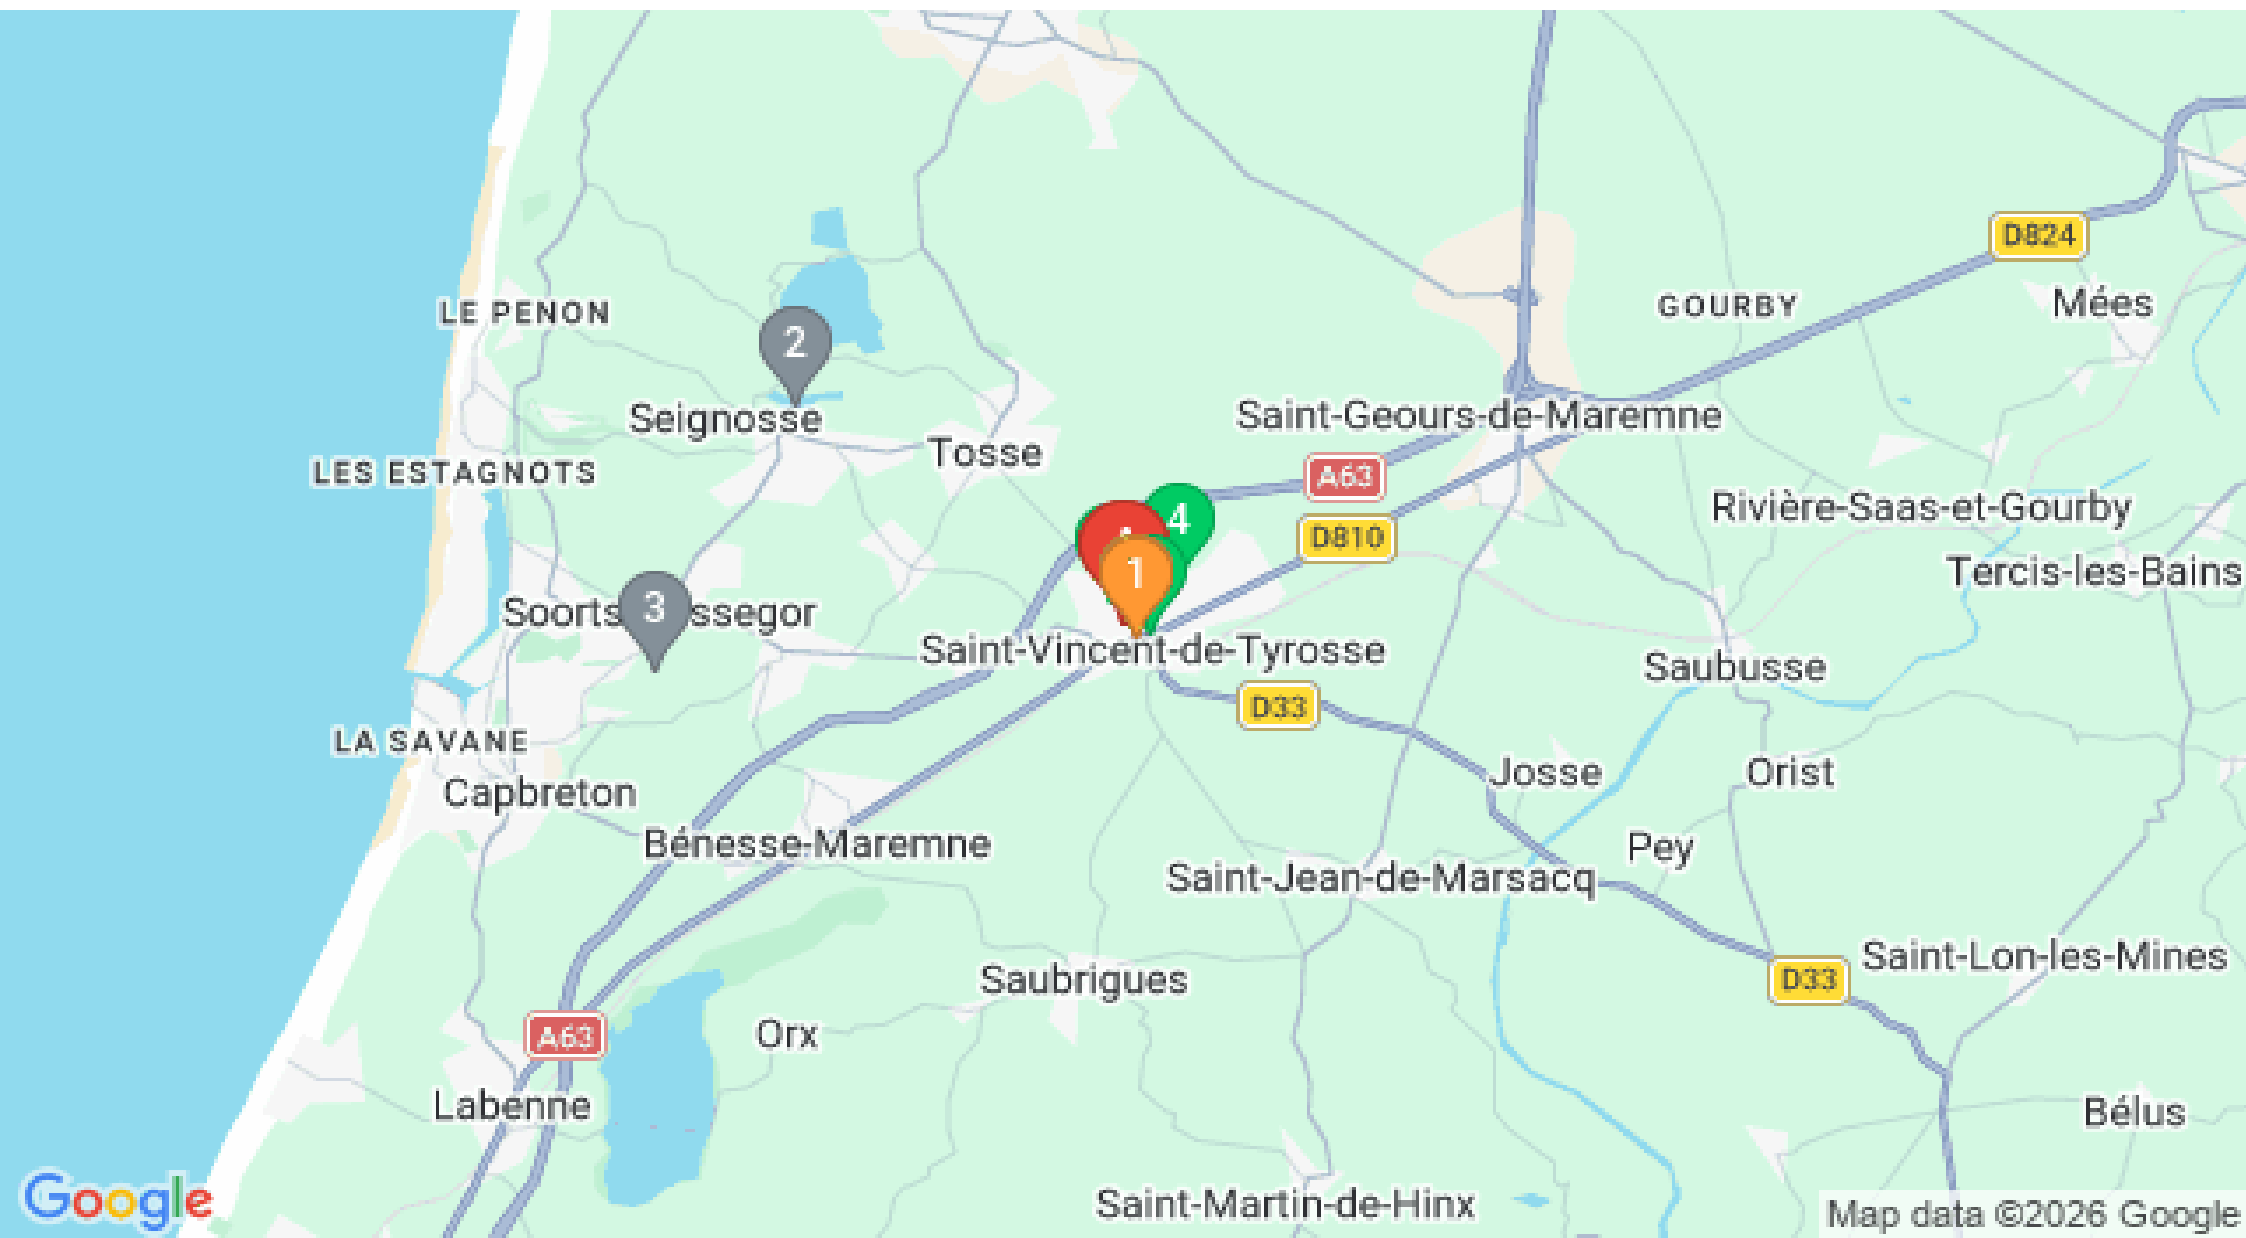 D824
LE PENON
GOURBY
Mées
2
Seignosse
Saint-Geours-de-Maremne
Tosse
LES ESTAGNOTS
A63
Rivière-Saas-et-Gourby
4
D810
1
Tercis-les-Bains
3
Saint-Vincent-de-Tyrosse
Saubusse
D33
LA SAVANE
Josse
Orist
Capbreton
Bénesse-Maremne
Pey
Saint-Jean-de-Marsacq
Saint-Lon-les-Mines
Saubrigues
D33
A63
Orx
Labenne
Bélus
Google
Saint-Martin-de-Hinx
Map data ©2026 Google